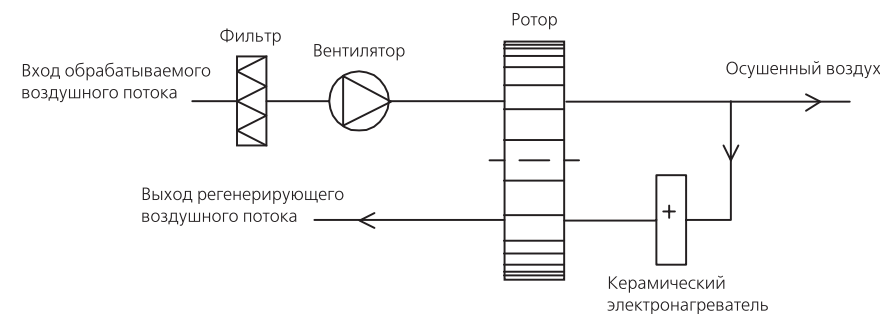 Ротор
Фильтр
Вентилятор
Вход обрабатываемого
воздушного потока
Осушенный воздух
Выход регенерирующего
воздушного потока
+
Керамический
электронагреватель